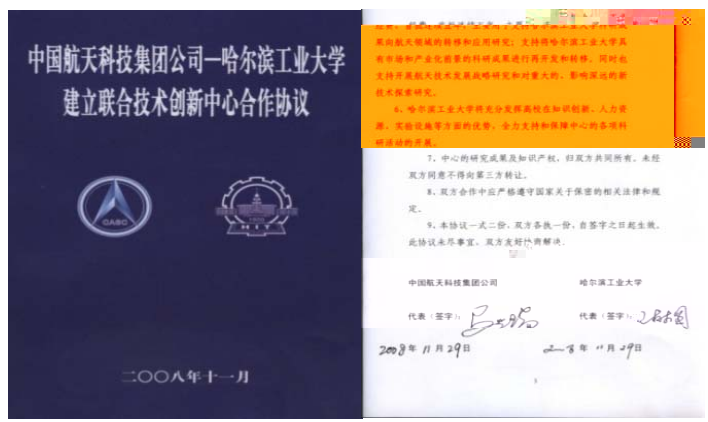 中国航天科技集团公司—哈尔滨工业大学
建立联合技术创新中心合作协议
CASC
HIT
二〇〇八年十一月
果向航天领域的转移和应用研究；支持将哈尔滨工业大学具
有市场和产业化前景的科研成果进行再开发和转移。同时也
支持开展航天技术发展战略研究和对重大的、影响深远的新
技术探索研究。
6、哈尔滨工业大学将充分发挥高校在知识创新、人力资
源、实验设施等方面的优势，全力支持和保障中心的各项科
研活动的开展。
7、中心的研究成果及知识产权，归双方共同所有，未经
双方同意不得向第三方转让。
8、双方合作中应严格遵守国家关于保密的相关法律和规
定。
9、本协议一式二份，双方各执一份，自签字之日起生效。
此协议未尽事宜，双方友好协商解决。
中国航天科技集团公司 哈尔滨工业大学
代表（签字）： 代表（签字）：
2008年11月29日 年11月29日